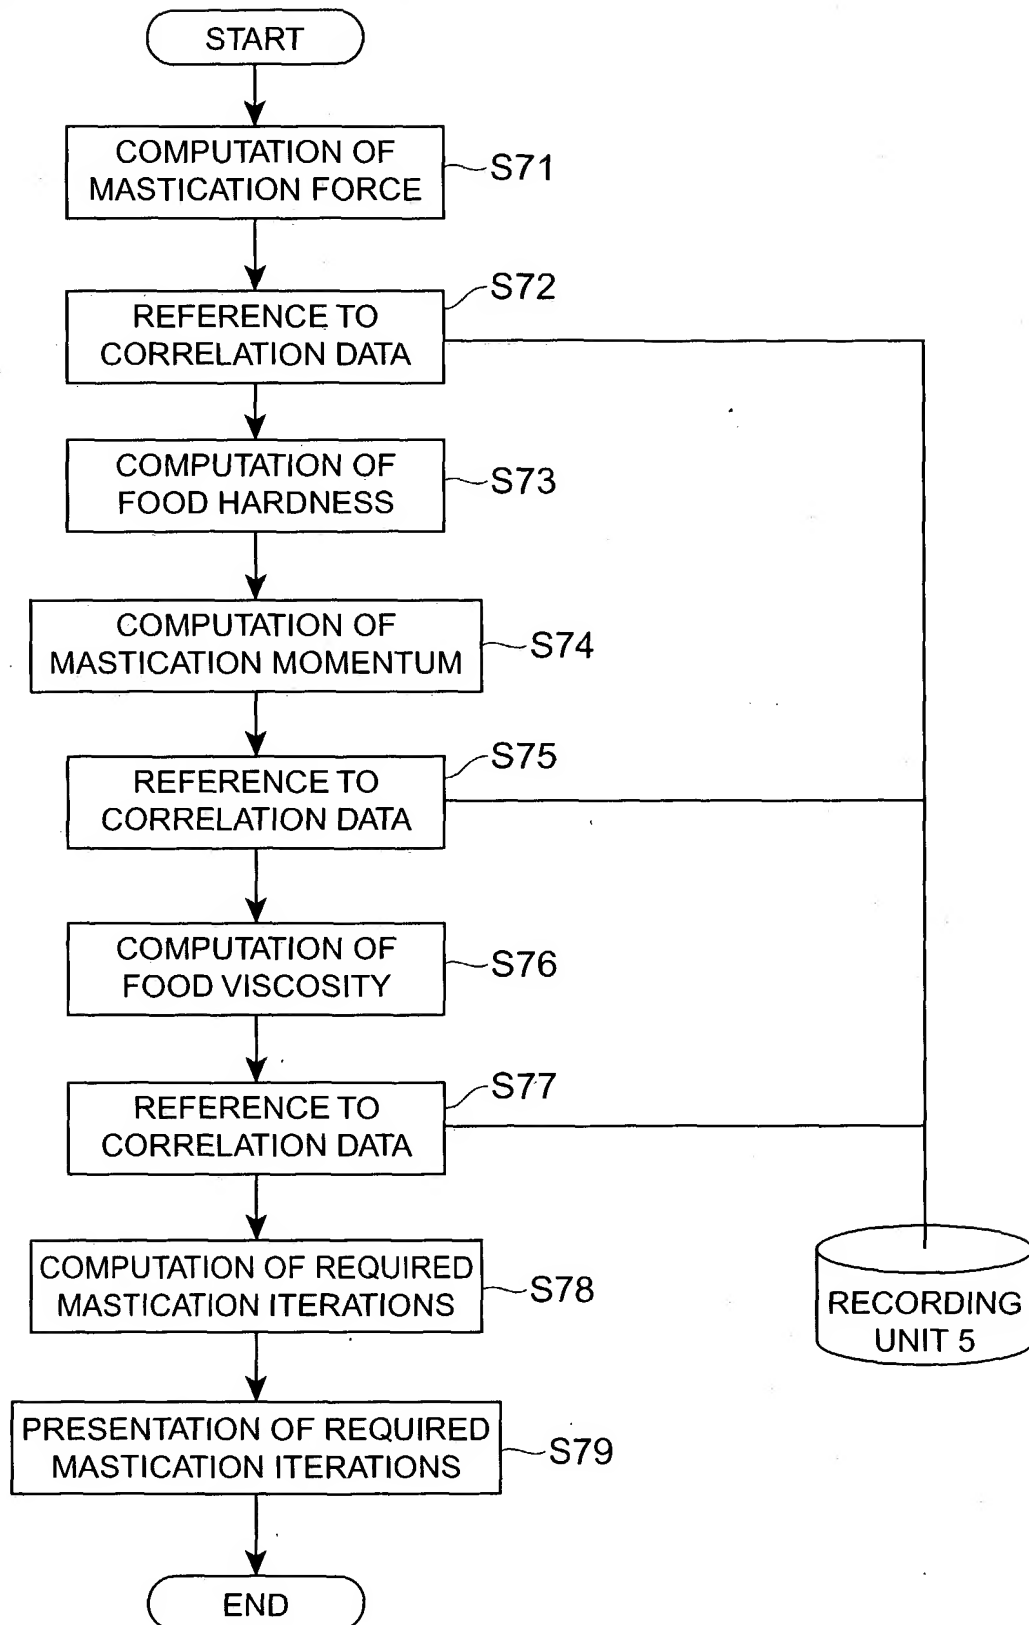 START
COMPUTATION OF
MASTICATION FORCE
S71
REFERENCE TO
CORRELATION DATA
S72
COMPUTATION OF
FOOD HARDNESS
S73
COMPUTATION OF
MASTICATION MOMENTUM
S74
REFERENCE TO
CORRELATION DATA
S75
COMPUTATION OF
FOOD VISCOSITY
S76
REFERENCE TO
CORRELATION DATA
S77
COMPUTATION OF REQUIRED
MASTICATION ITERATIONS
S78
RECORDING
UNIT 5
PRESENTATION OF REQUIRED
MASTICATION ITERATIONS
S79
END